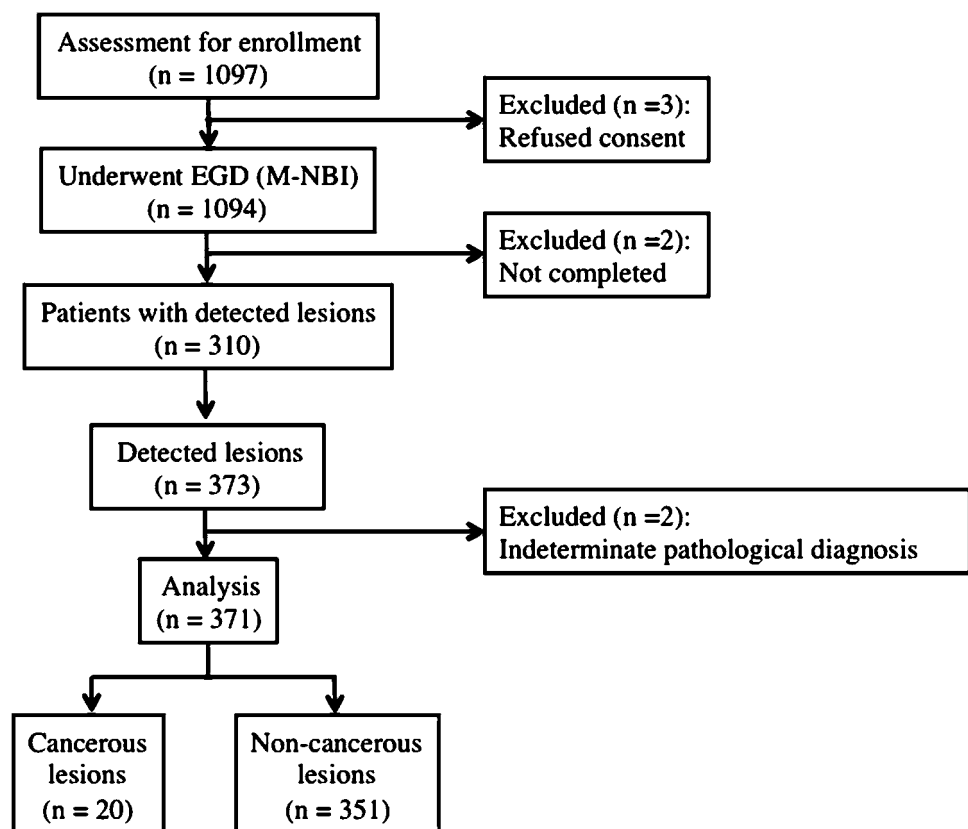 Assessment for enrollment
(n = 1097)
Excluded (n =3):
Refused consent
Underwent EGD (M-NBI)
(n = 1094)
Excluded (n =2):
Not completed
Patients with detected lesions
(n = 310)
Detected lesions
(n = 373)
Excluded (n =2):
Indeterminate pathological diagnosis
Analysis
(n = 371)
Cancerous
lesions
(n = 20)
Non-cancerous
lesions
(n = 351)